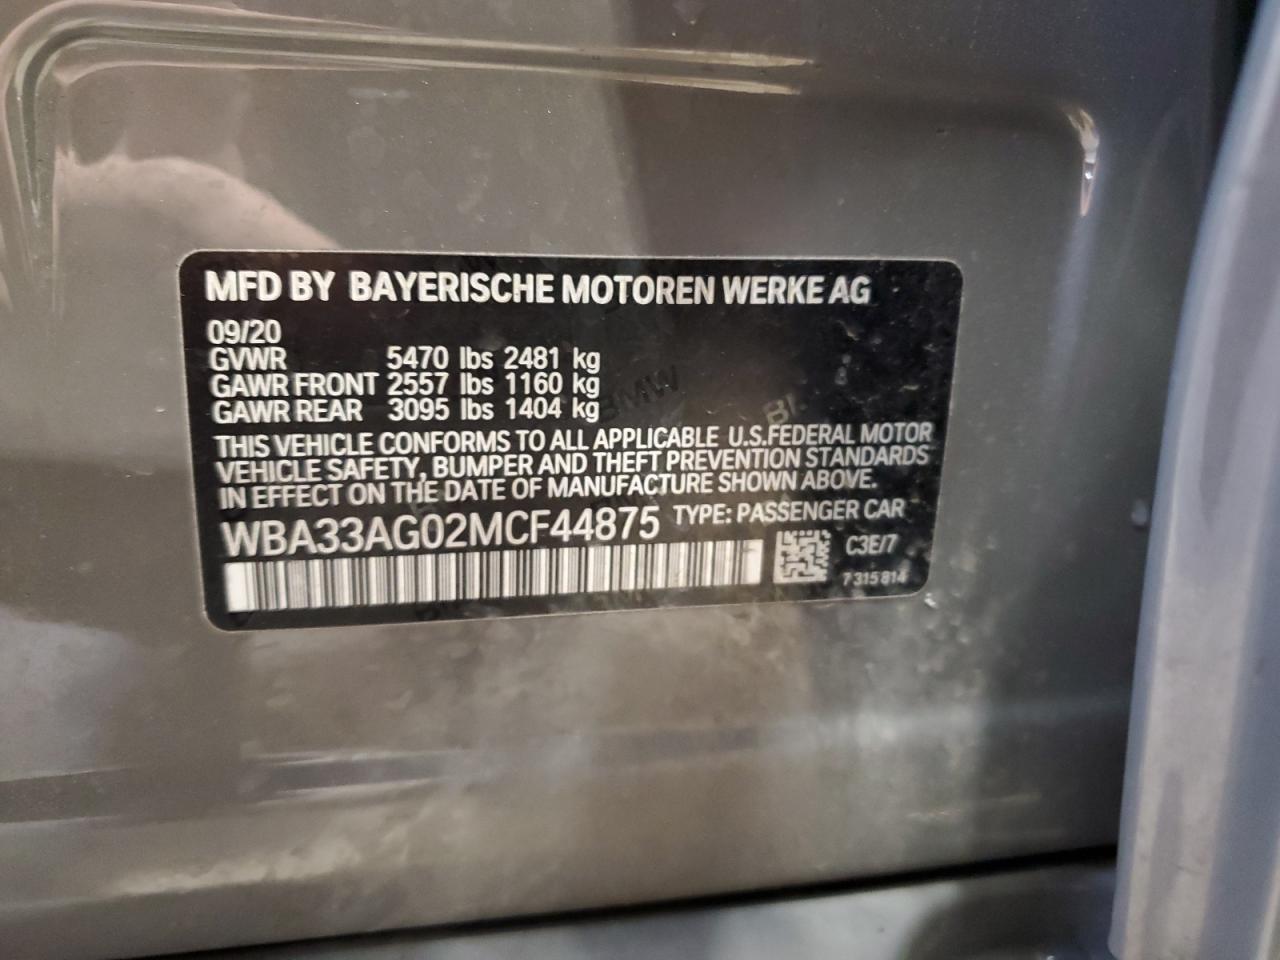 MFD BY BAYERISCHE MOTOREN WERKE AG
09/20
GVWR 5470 lbs 2481 kg
GAWR FRONT 2557 lbs 1160 kg
GAWR REAR 3095 lbs 1404 kg
THIS VEHICLE CONFORMS TO ALL APPLICABLE U.S.FEDERAL MOTOR
VEHICLE SAFETY, BUMPER AND THEFT PREVENTION STANDARDS
IN EFFECT ON THE DATE OF MANUFACTURE SHOWN ABOVE.
WBA33AG02MCF44875 TYPE: PASSENGER CAR
C3E/7
7 315 814
BMW